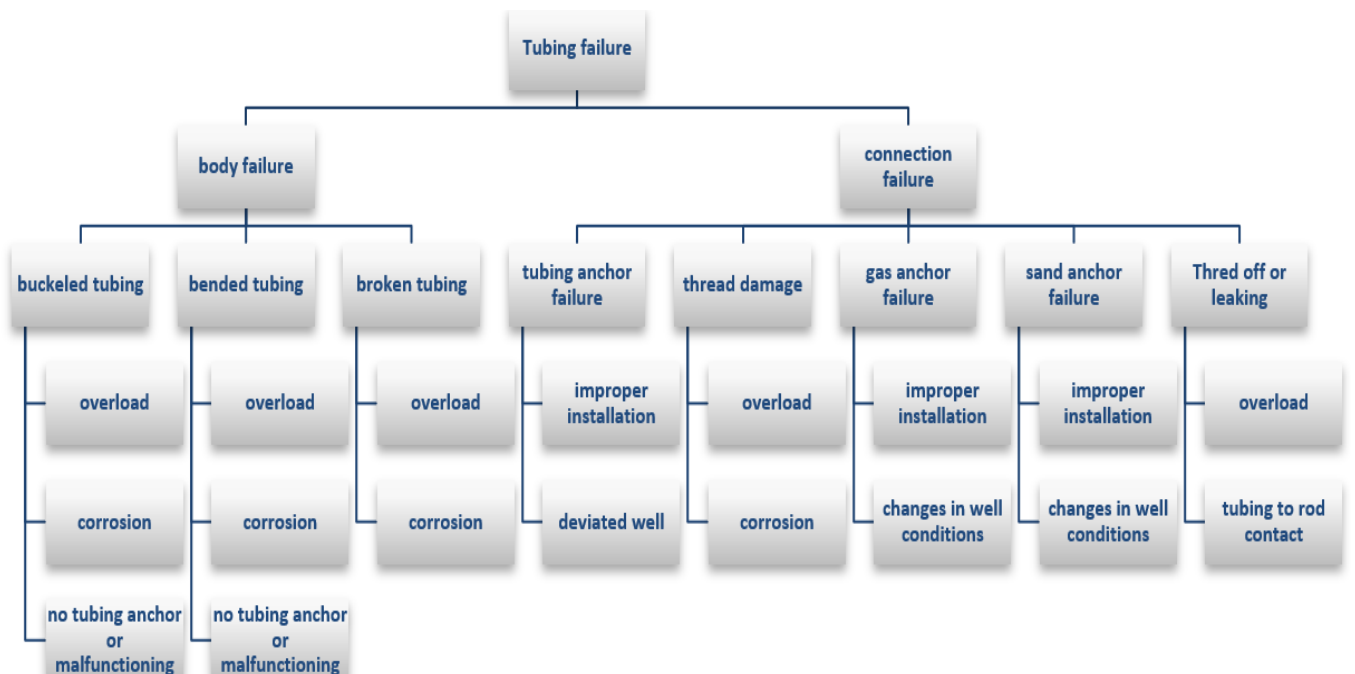 Tubing failure
body failure
connection
failure
buckeled tubing
bended tubing
broken tubing
tubing anchor
failure
thread damage
gas anchor
failure
sand anchor
failure
Thred off or
leaking
overload
overload
overload
improper
installation
overload
improper
installation
improper
installation
overload
corrosion
corrosion
corrosion
deviated well
corrosion
changes in well
conditions
changes in well
conditions
tubing to rod
contact
no tubing anchor
or
malfunctioning
no tubing anchor
or
malfunctioning